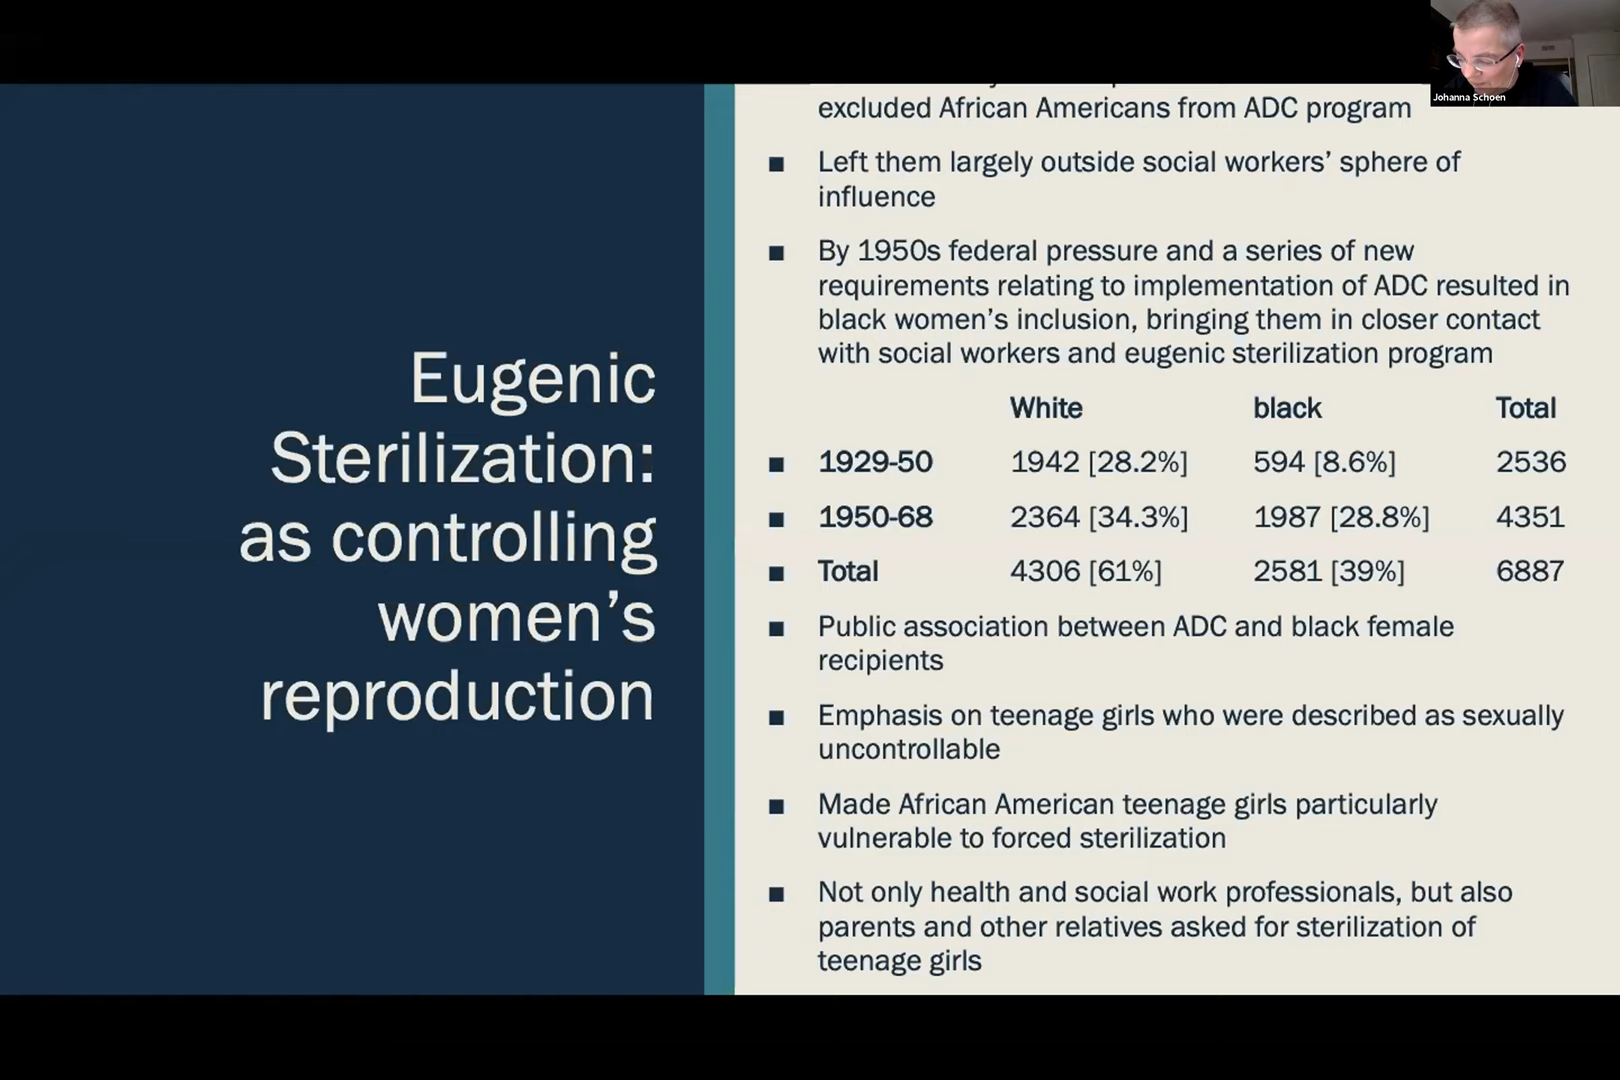 Johanna Schoen
Eugenic
Sterilization:
as controlling
women’s
reproduction
excluded African Americans from ADC program
■ Left them largely outside social workers’ sphere of
influence
■ By 1950s federal pressure and a series of new
requirements relating to implementation of ADC resulted in
black women’s inclusion, bringing them in closer contact
with social workers and eugenic sterilization program
White black Total
■ 1929-50 1942 [28.2%] 594 [8.6%] 2536
■ 1950-68 2364 [34.3%] 1987 [28.8%] 4351
■ Total 4306 [61%] 2581 [39%] 6887
■ Public association between ADC and black female
recipients
■ Emphasis on teenage girls who were described as sexually
uncontrollable
■ Made African American teenage girls particularly
vulnerable to forced sterilization
■ Not only health and social work professionals, but also
parents and other relatives asked for sterilization of
teenage girls